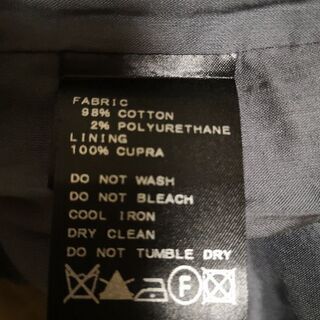 FABRIC
98% COTTON
2% POLYURETHANE
LINING
100% CUPRA
DO NOT WASH
DO NOT BLEACH
COOL IRON
DRY CLEAN
DO NOT TUMBLE DRY
F